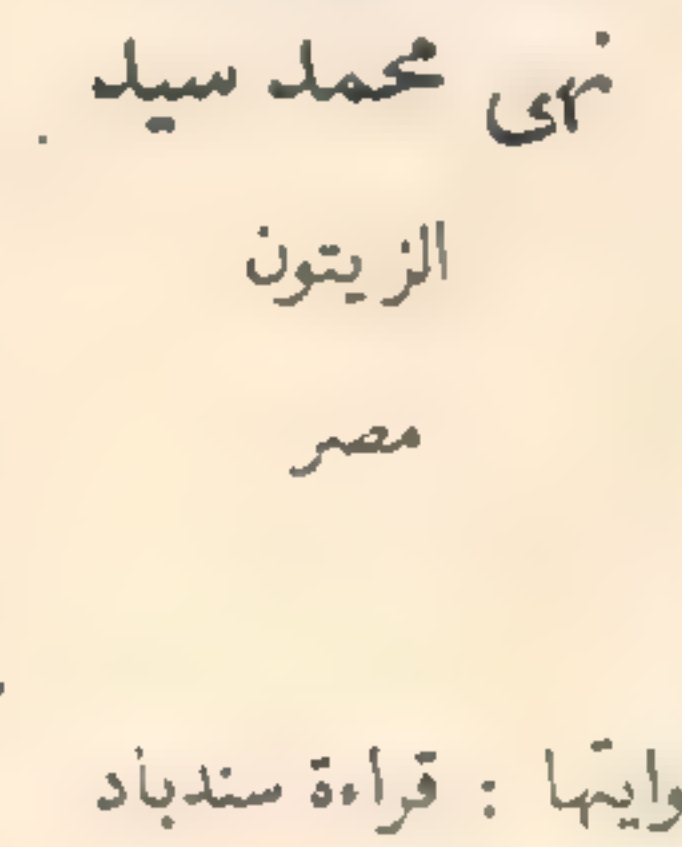 نهى محمد سيد
الزيتون
مصر
وايتها : قراءة سندباد